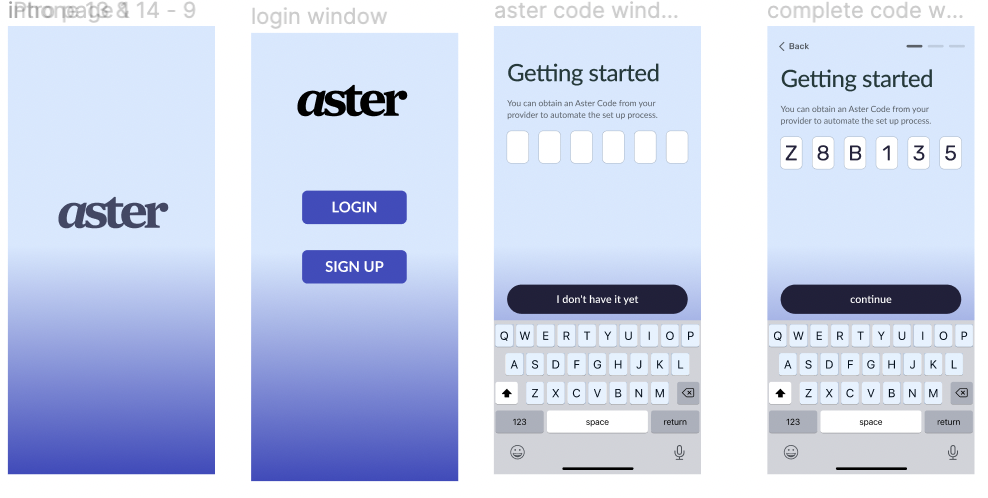 iPhone 13 & 14 - 9
login window
aster code wind...
complete code w...
aster
aster
LOGIN
SIGN UP
Getting started
You can obtain an Aster Code from your
provider to automate the set up process.
I don't have it yet
Q W E R T Y U I O P
A S D F G H J K L
Z X C V B N M
123 space return
Back
Getting started
You can obtain an Aster Code from your
provider to automate the set up process.
Z 8 B 1 3 5
continue
Q W E R T Y U I O P
A S D F G H J K L
Z X C V B N M
123 space return